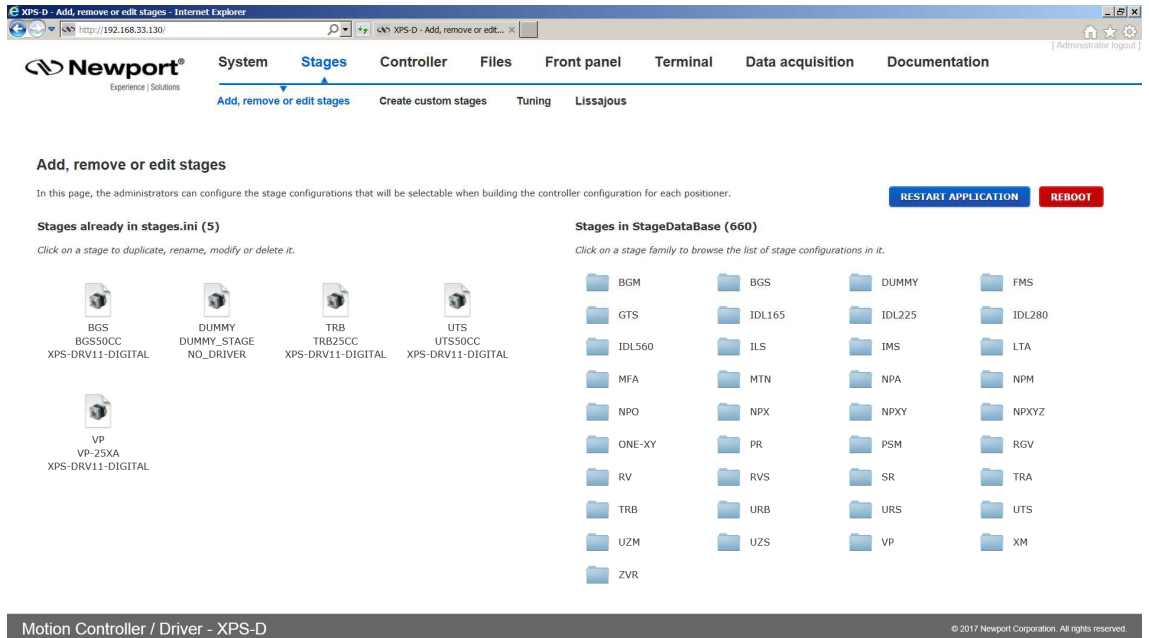 XPS-D - Add, remove or edit stages - Internet Explorer
http://192.168.33.130/
XPS-D - Add, remove or edit...
[ Administrator logout ]
Newport®
Experience | Solutions
System Stages Controller Files Front panel Terminal Data acquisition Documentation
Add, remove or edit stages Create custom stages Tuning Lissajous
Add, remove or edit stages
In this page, the administrators can configure the stage configurations that will be selectable when building the controller configuration for each positioner.
RESTART APPLICATION REBOOT
Stages already in stages.ini (5)
Click on a stage to duplicate, rename, modify or delete it.
BGS
BGS50CC
XPS-DRV11-DIGITAL
DUMMY
DUMMY_STAGE
NO_DRIVER
TRB
TRB25CC
XPS-DRV11-DIGITAL
UTS
UTS50CC
XPS-DRV11-DIGITAL
VP
VP-25XA
XPS-DRV11-DIGITAL
Stages in StageDataBase (660)
Click on a stage family to browse the list of stage configurations in it.
BGM BGS DUMMY FMS
GTS IDL165 IDL225 IDL280
IDL560 ILS IMS LTA
MFA MTN NPA NPM
NPO NPX NPXY NPXYZ
ONE-XY PR PSM RGV
RV RVS SR TRA
TRB URB URS UTS
UZM UZS VP XM
ZVR
Motion Controller / Driver - XPS-D
© 2017 Newport Corporation. All rights reserved.